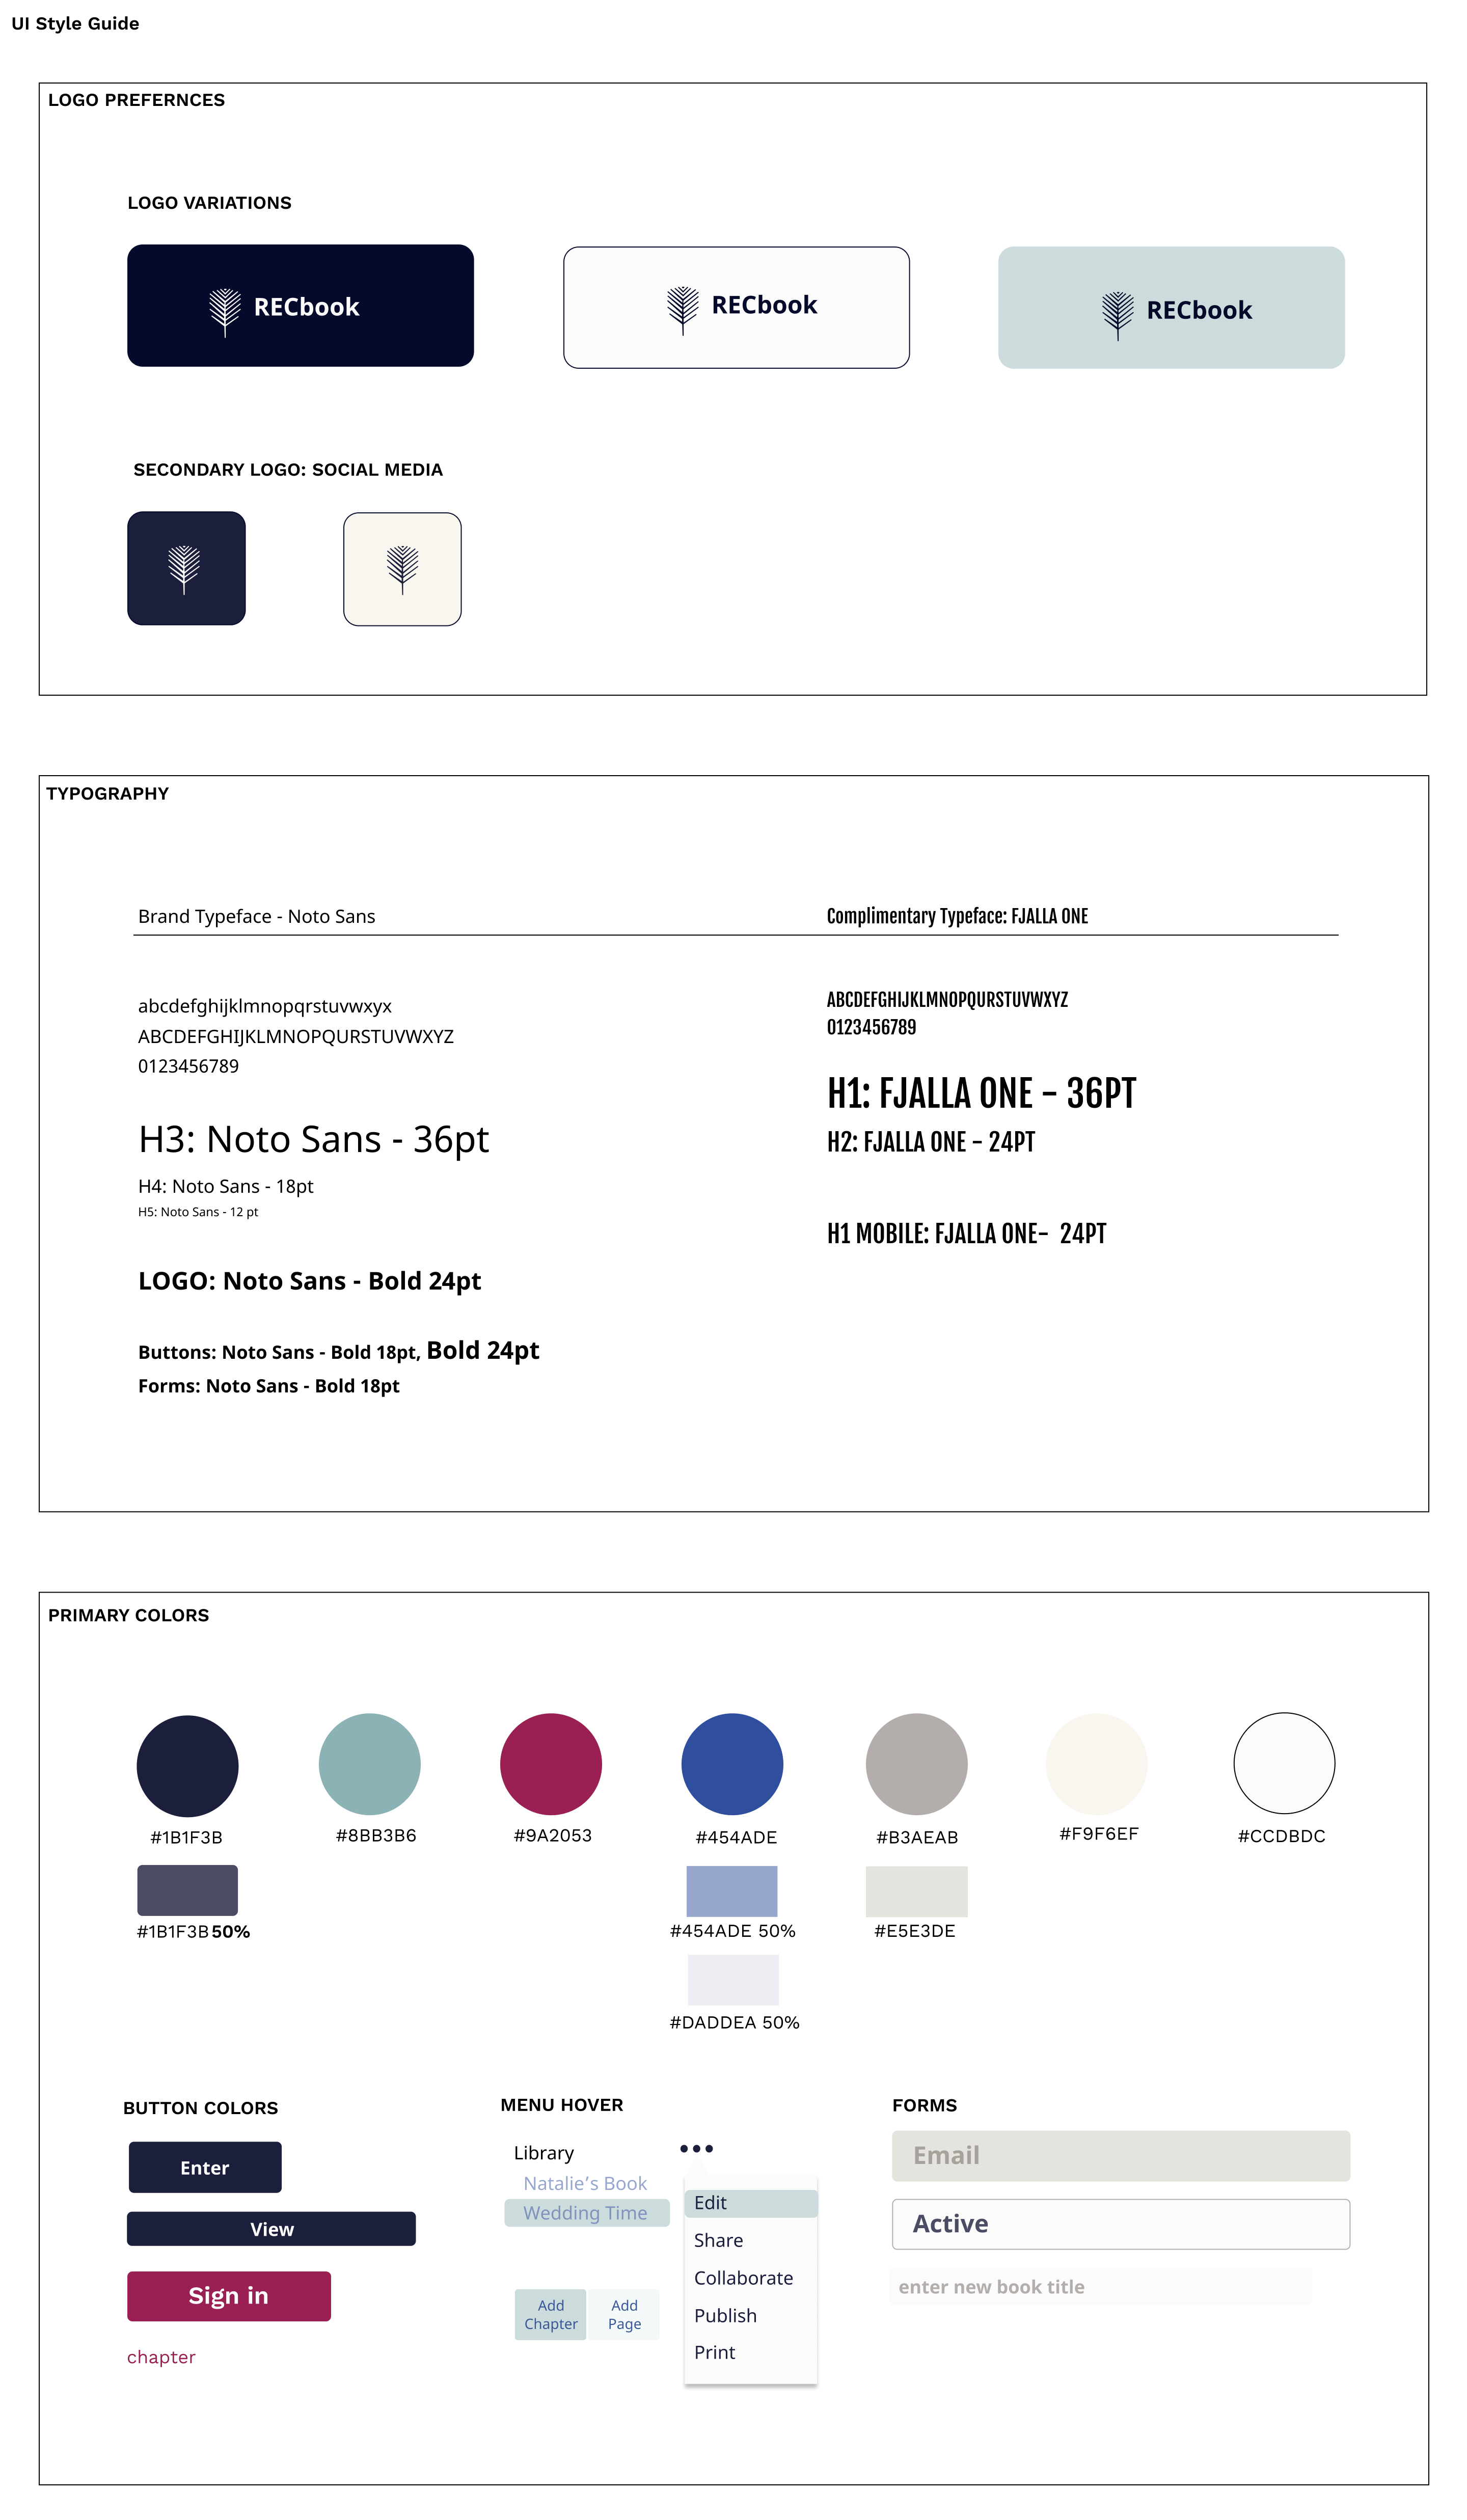 UI Style Guide
LOGO PREFERNCES
LOGO VARIATIONS
RECbook
RECbook
RECbook
SECONDARY LOGO: SOCIAL MEDIA
TYPOGRAPHY
Brand Typeface - Noto Sans
abcdefghijklmnopqrstuvwxyx
ABCDEFGHIJKLMNOPQURSTUVWXYZ
0123456789
H3: Noto Sans - 36pt
H4: Noto Sans - 18pt
H5: Noto Sans - 12 pt
LOGO: Noto Sans - Bold 24pt
Buttons: Noto Sans - Bold 18pt, Bold 24pt
Forms: Noto Sans - Bold 18pt
Complimentary Typeface: FJALLA ONE
ABCDEFGHIJKLMNOPQURSTUVWXYZ
0123456789
H1: FJALLA ONE - 36PT
H2: FJALLA ONE - 24PT
H1 MOBILE: FJALLA ONE- 24PT
PRIMARY COLORS
#1B1F3B
#8BB3B6
#9A2053
#454ADE
#B3AEAB
#F9F6EF
#CCDBDC
#1B1F3B 50%
#454ADE 50%
#E5E3DE
#DADDEA 50%
BUTTON COLORS
Enter
View
Sign in
chapter
MENU HOVER
Library
Natalie's Book
Wedding Time
Add
Chapter
Add
Page
Edit
Share
Collaborate
Publish
Print
FORMS
Email
Active
enter new book title